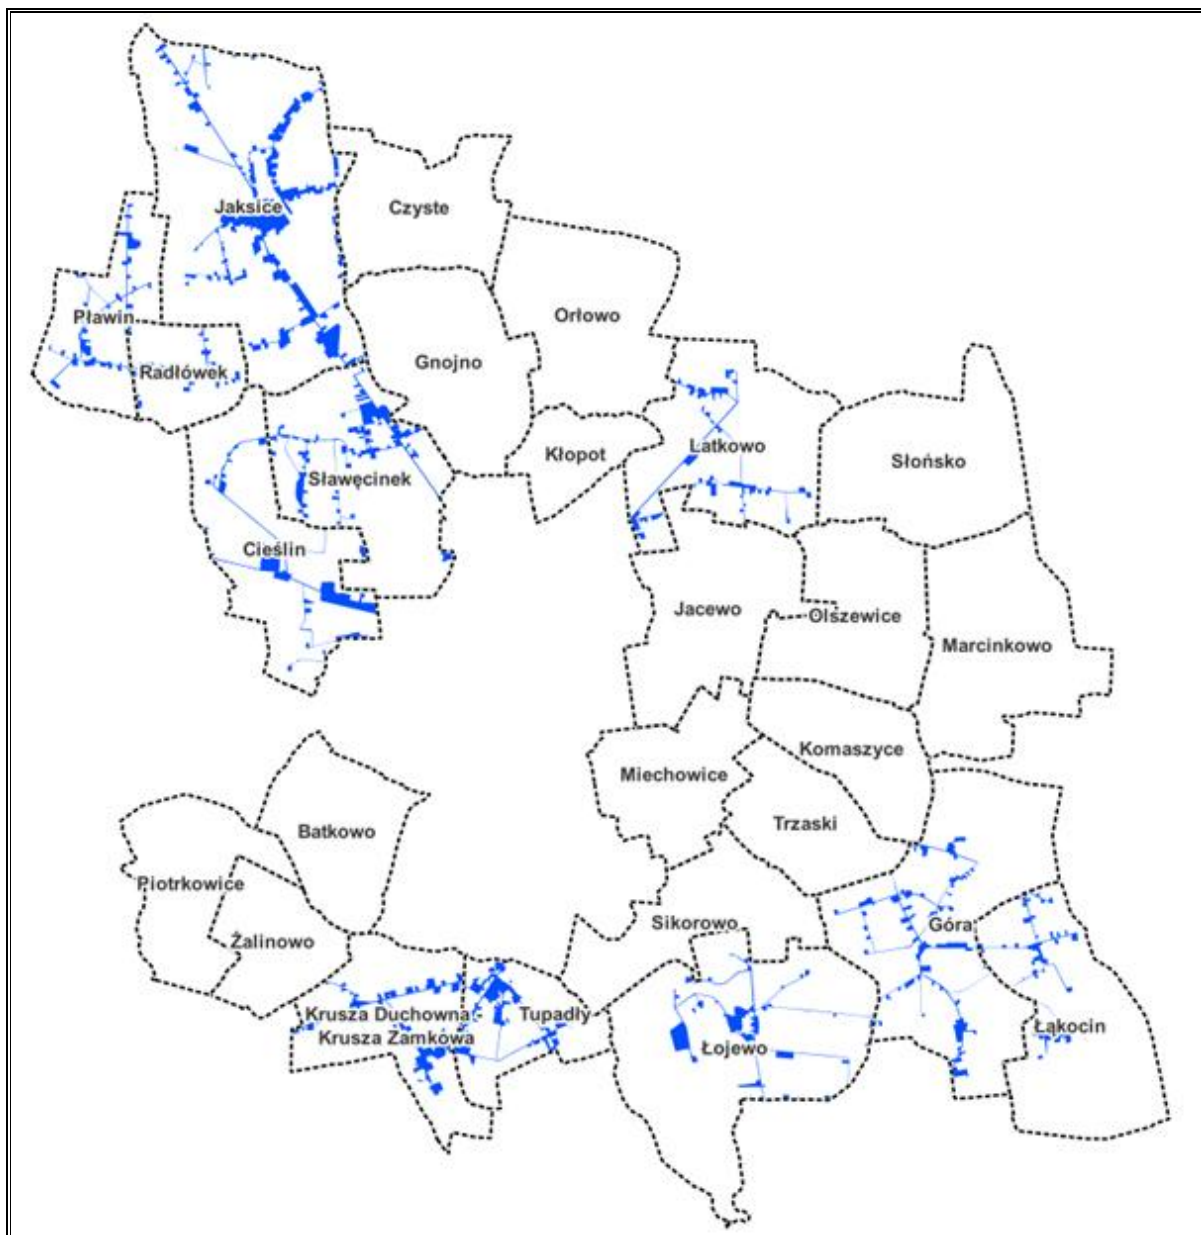 Jaksice
Czyste
Pławin
Orłowo
Gnojno
Radłówek
Kłopot
Latkowo
Słońsko
Sławęcinek
Cieślin
Jacewo
Olszewice
Marcinkowo
Komaszyce
Miechowice
Trzaski
Batkowo
Piotrkowice
Żalinowo
Sikorowo
Góra
Krusza Duchowna -
Krusza Zamkowa
Tupadły
Łojewo
Łąkocin